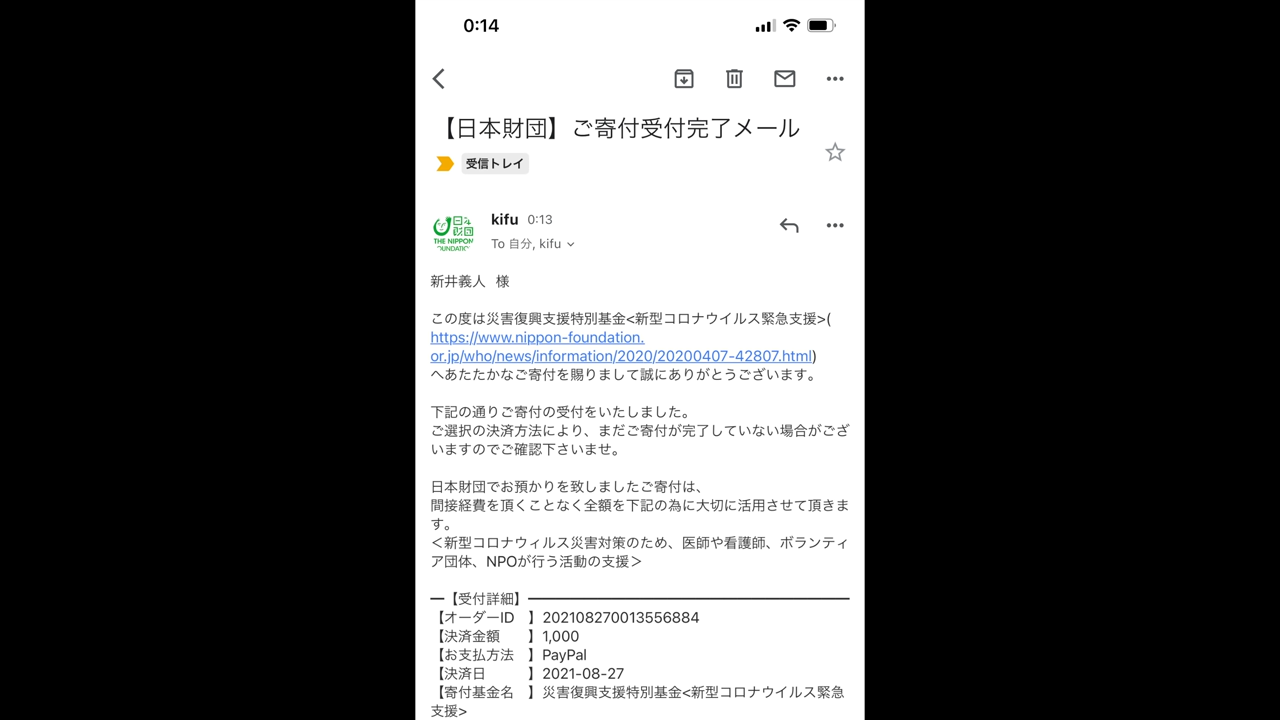 0:14
【日本財団】ご寄付受付完了メール
受信トレイ
日本財団
THE NIPPON
FOUNDATION
kifu 0:13
To 自分, kifu
新井義人 様
この度は災害復興支援特別基金<新型コロナウイルス緊急支援>(
https://www.nippon-foundation.
or.jp/who/news/information/2020/20200407-42807.html)
へあたたかなご寄付を賜りまして誠にありがとうございます。
下記の通りご寄付の受付をいたしました。
ご選択の決済方法により、まだご寄付が完了していない場合がござ
いますのでご確認下さいませ。
日本財団でお預かりを致しましたご寄付は、
間接経費を頂くことなく全額を下記の為に大切に活用させて頂きま
す。
＜新型コロナウィルス災害対策のため、医師や看護師、ボランティ
ア団体、NPOが行う活動の支援＞
━【受付詳細】━━━━━━━━━━━━━━━━━━━━
【オーダーID 】202108270013556884
【決済金額 】1,000
【お支払方法 】PayPal
【決済日 】2021-08-27
【寄付基金名 】災害復興支援特別基金<新型コロナウイルス緊急
支援>